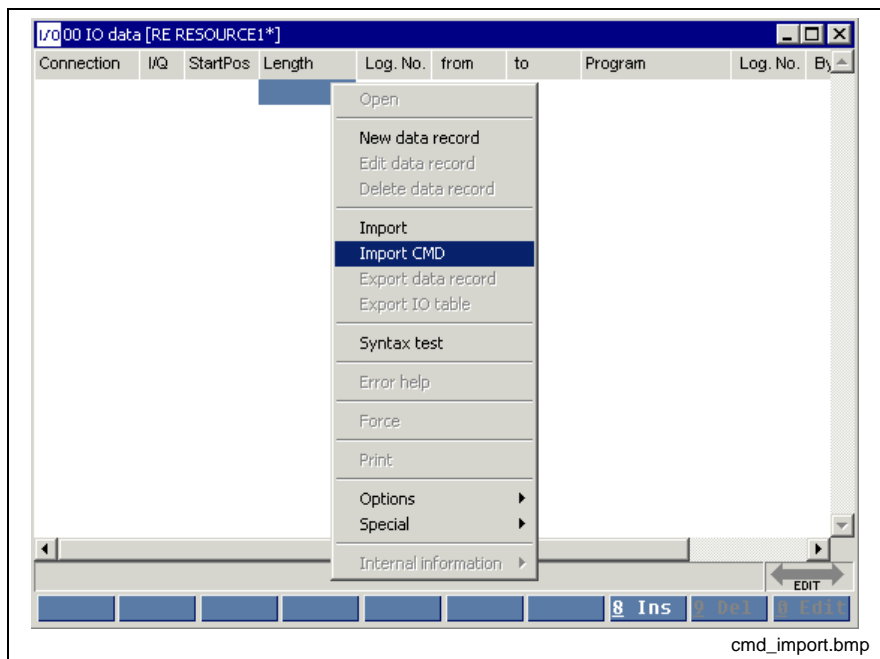 I/O 00 IO data [RE RESOURCE1*]
Connection I/Q StartPos Length Log. No. from to Program Log. No. By
Open
New data record
Edit data record
Delete data record
Import
Import CMD
Export data record
Export IO table
Syntax test
Error help
Force
Print
Options
Special
Internal information
EDIT
8 Ins 9 Del 0 Edit
cmd_import.bmp